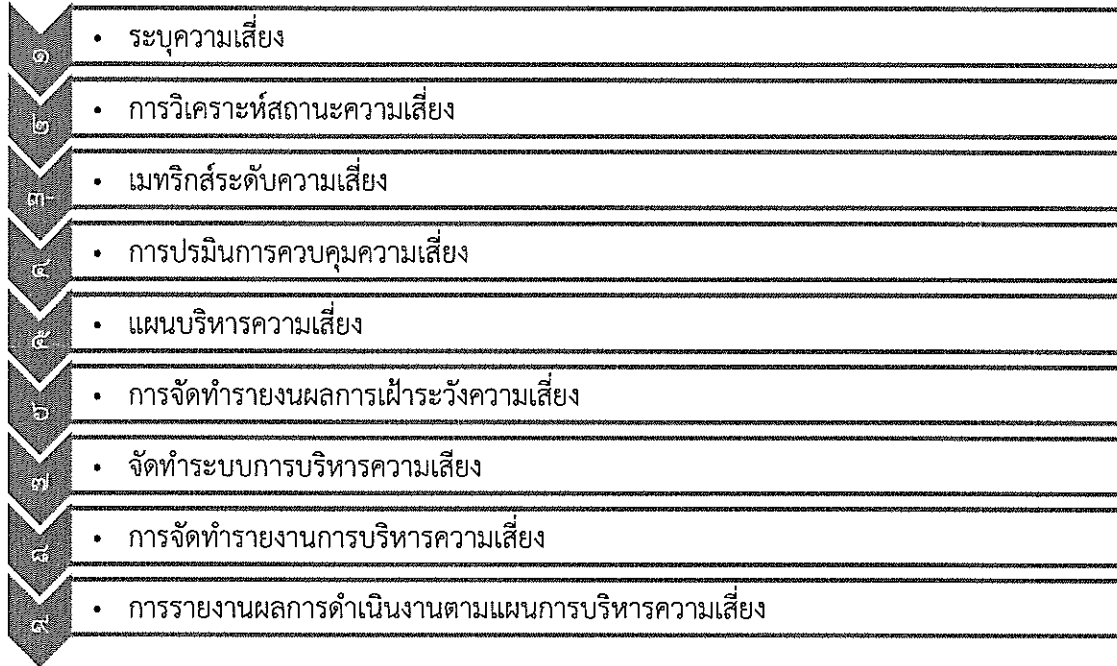 ๑ • ระบุความเสี่ยง
๒ • การวิเคราะห์สถานะความเสี่ยง
๓ • เมทริกส์ระดับความเสี่ยง
๔ • การปรมินการควบคุมความเสี่ยง
๕ • แผนบริหารความเสี่ยง
๖ • การจัดทำรายงนผลการเฝ้าระวังความเสี่ยง
๗ • จัดทำระบบการบริหารความเสียง
๘ • การจัดทำรายงานการบริหารความเสี่ยง
๙ • การรายงานผลการดำเนินงานตามแผนการบริหารความเสี่ยง